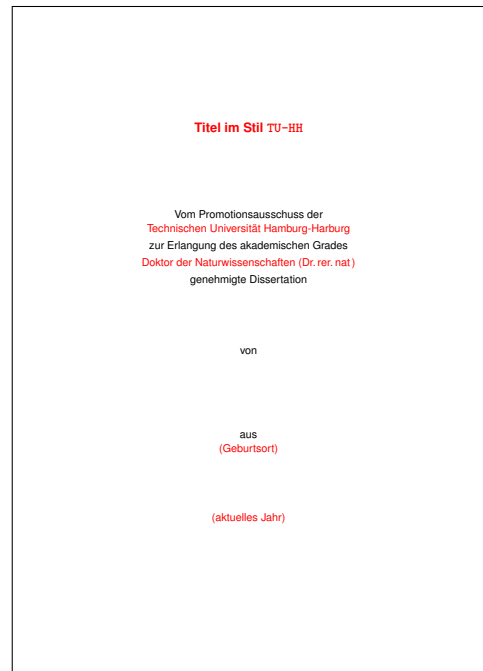 Titel im Stil TU-HH
Vom Promotionsausschuss der
Technischen Universität Hamburg-Harburg
zur Erlangung des akademischen Grades
Doktor der Naturwissenschaften (Dr. rer. nat )
genehmigte Dissertation
von
aus
(Geburtsort)
(aktuelles Jahr)